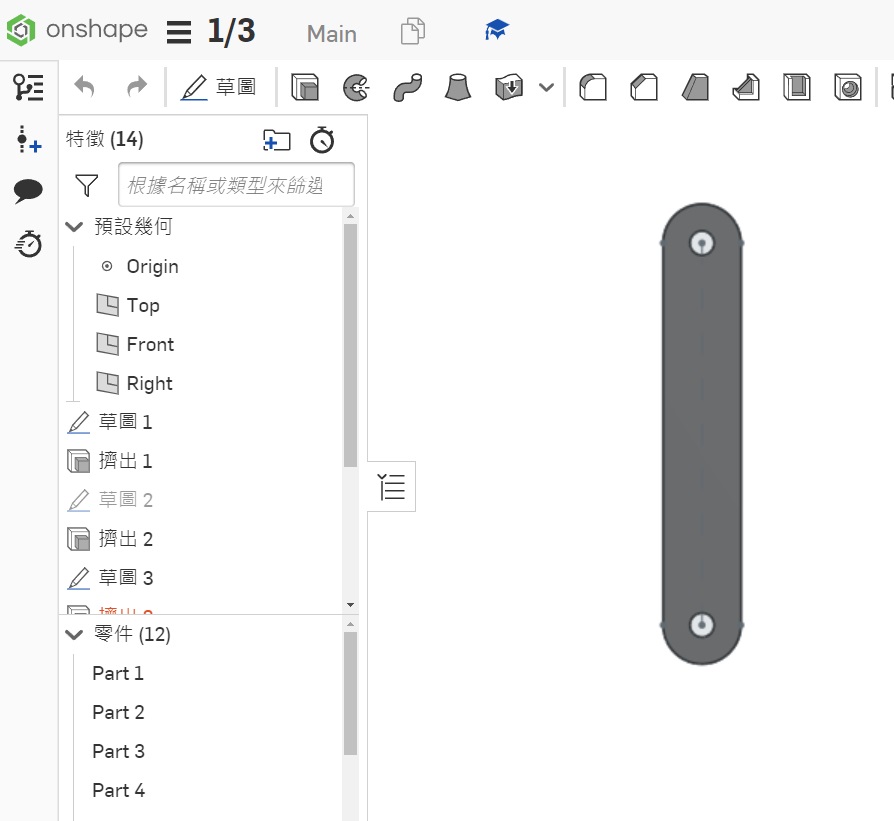 onshape 1/3 Main
草圖
特徵 (14)
根據名稱或類型來篩選
預設幾何
Origin
Top
Front
Right
草圖 1
擠出 1
草圖 2
擠出 2
草圖 3
零件 (12)
Part 1
Part 2
Part 3
Part 4